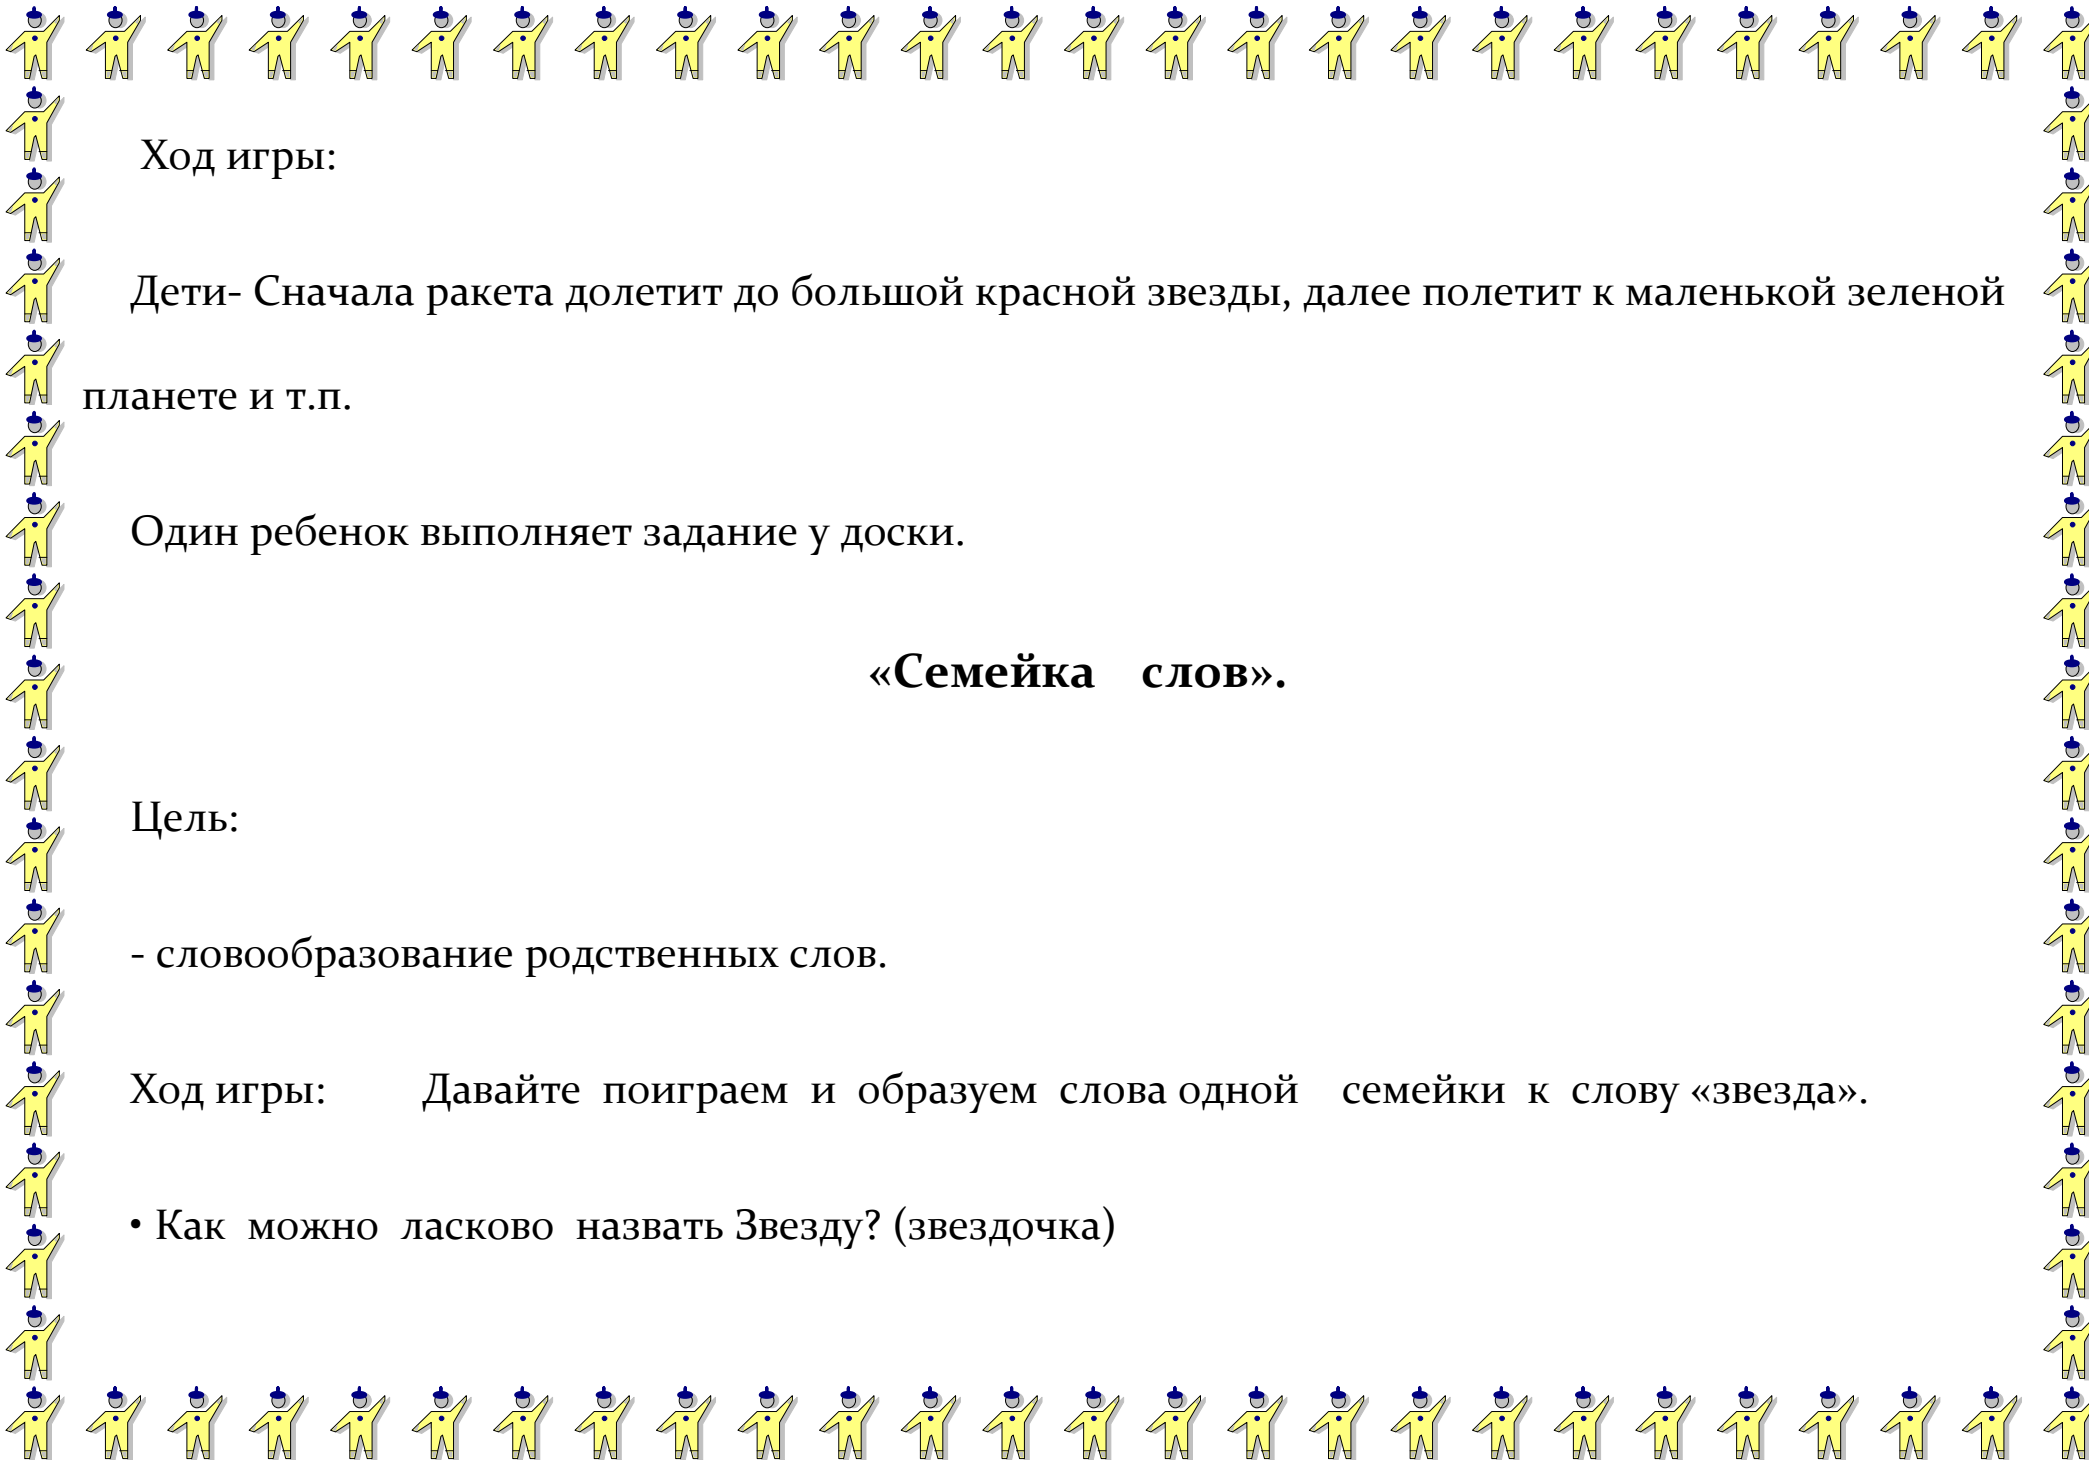 Ход игры:
Дети- Сначала ракета долетит до большой красной звезды, далее полетит к маленькой зеленой
планете и т.п.
Один ребенок выполняет задание у доски.
«Семейка слов».
Цель:
- словообразование родственных слов.
Ход игры: Давайте поиграем и образуем слова одной семейки к слову «звезда».
• Как можно ласково назвать Звезду? (звездочка)